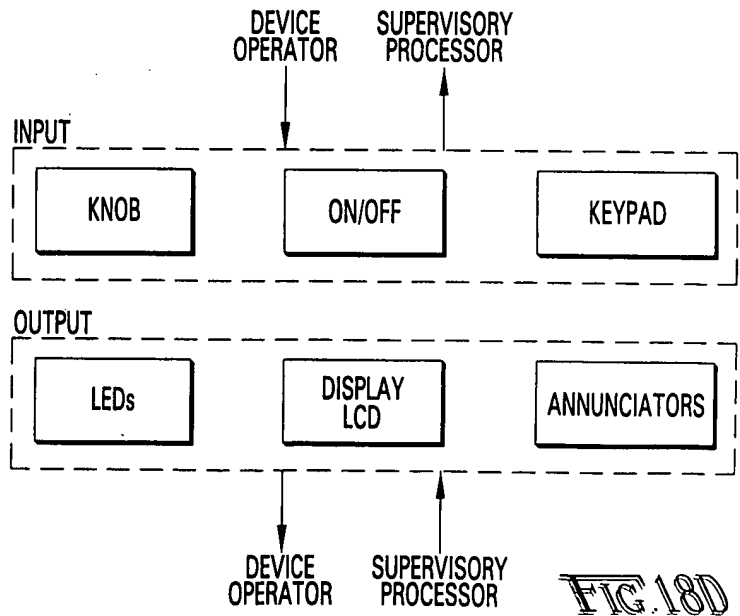 DEVICE OPERATOR
SUPERVISORY PROCESSOR
INPUT
KNOB
ON/OFF
KEYPAD
OUTPUT
LEDs
DISPLAY LCD
ANNUNCIATORS
DEVICE OPERATOR
SUPERVISORY PROCESSOR
FIG. 18D